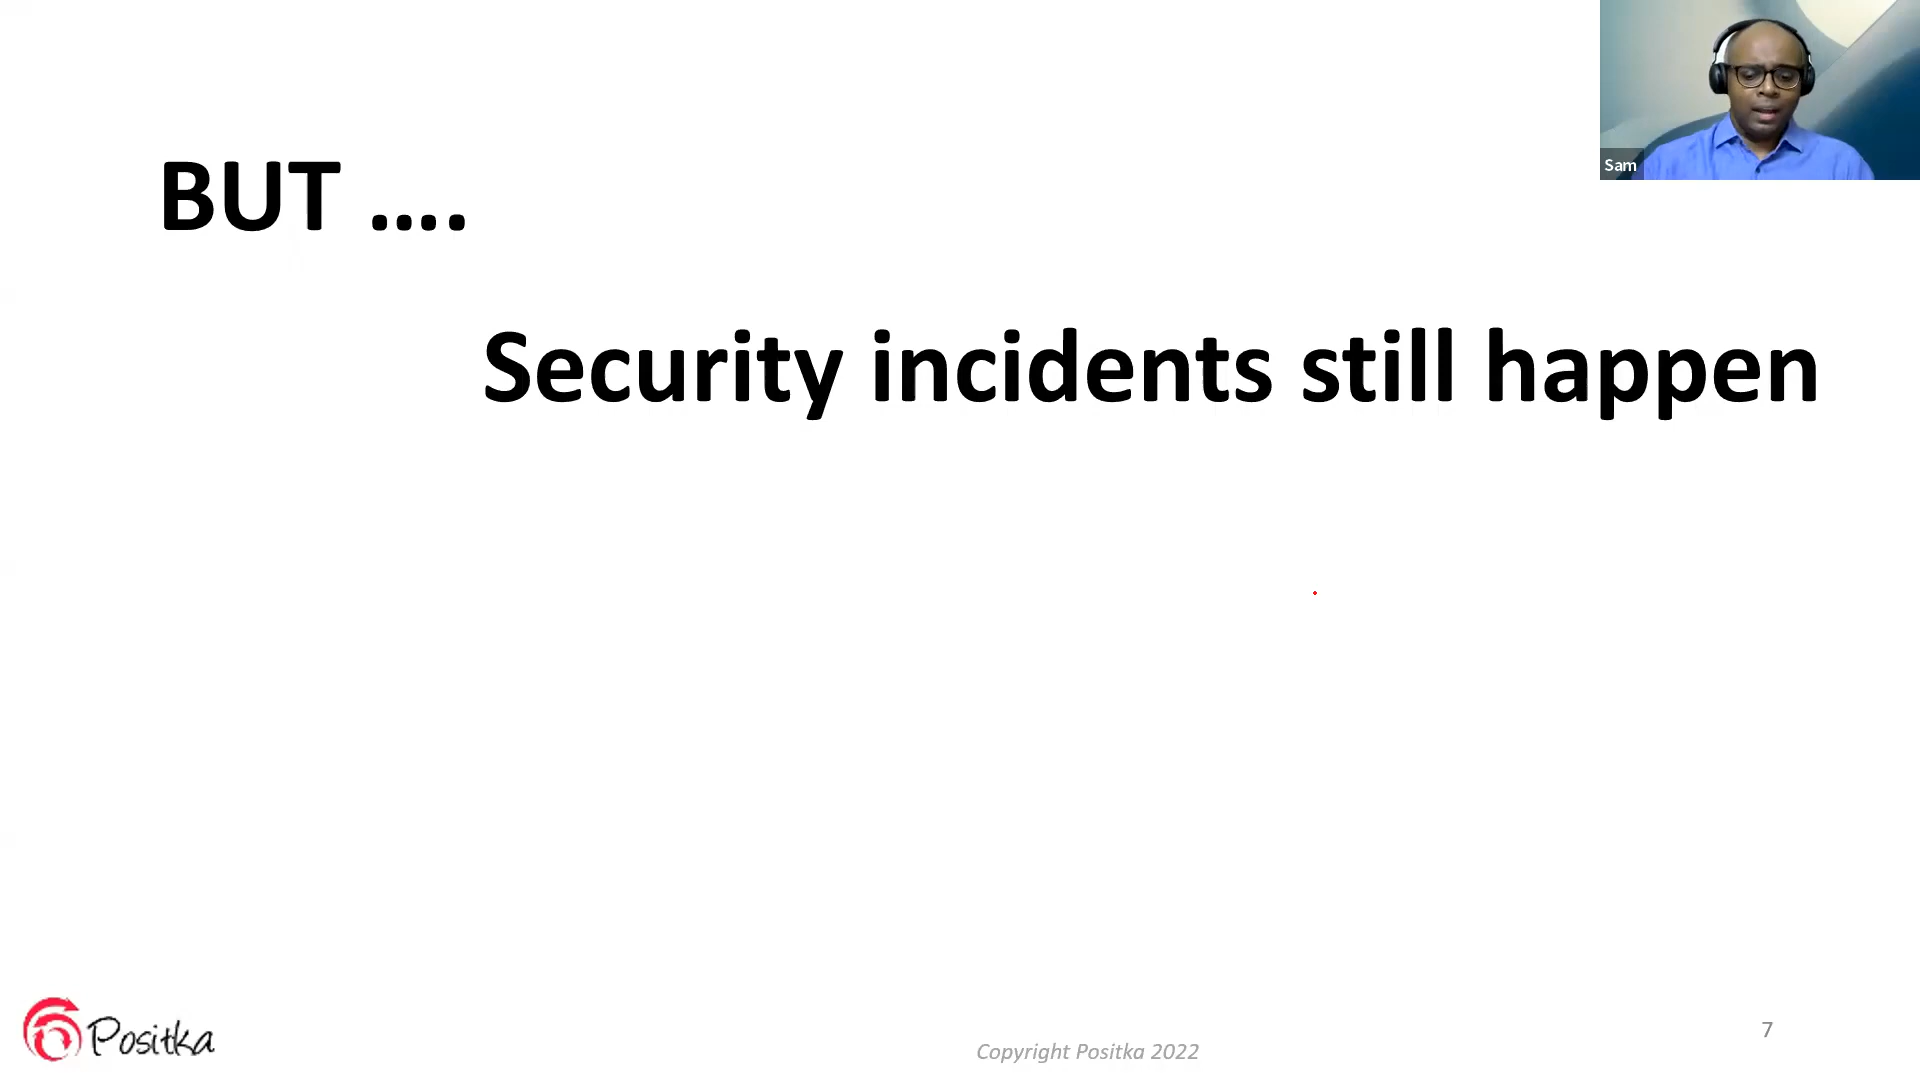 Sam
BUT ....
Security incidents still happen
Positka
Copyright Positka 2022
7